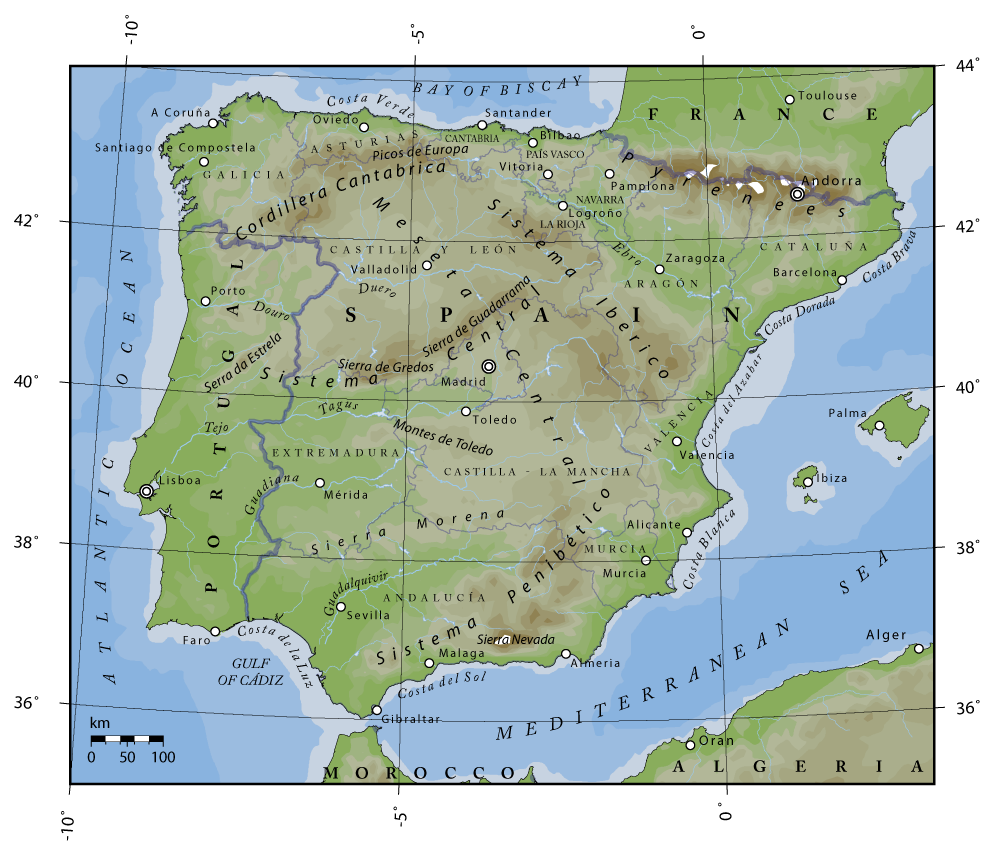 -10°
-5°
0°
44°
42°
42°
40°
40°
38°
38°
36°
36°
-10°
-5°
0°
BAY OF BISCAY
FRANCE
Toulouse
A Coruña
Costa Verde
Oviedo
Santander
Bilbao
ASTURIAS
CANTABRIA
Picos de Europa
PAÍS VASCO
Santiago de Compostela
GALICIA
Cordillera Cantabrica
Vitoria
Pamplona
Pyrenees
Andorra
NAVARRA
Logroño
LA RIOJA
Meseta Central
Sistema Iberico
CASTILLA Y LEÓN
Ebro
CATALUÑA
Zaragoza
Valladolid
Barcelona
Costa Brava
ARAGÓN
Duero
Porto
Douro
Costa Dorada
SPAIN
Sierra de Guadarrama
Serra da Estrela
Sierra de Gredos
Sistema Central
Madrid
Costa del Azahar
Tagus
Toledo
Palma
Tejo
PORTUGAL
Montes de Toledo
VALENCIA
Valencia
EXTREMADURA
CASTILLA - LA MANCHA
Lisboa
Guadiana
Mérida
Ibiza
Sierra Morena
Alicante
Costa Blanca
MURCIA
Murcia
Sistema Penibético
Guadalquivir
ANDALUCÍA
Sevilla
Faro
Costa de la Luz
Sierra Nevada
Malaga
Almeria
GULF
OF CÁDIZ
Costa del Sol
Gibraltar
ATLANTIC OCEAN
MEDITERRANEAN SEA
Alger
Oran
MOROCCO
ALGERIA
km
0 50 100